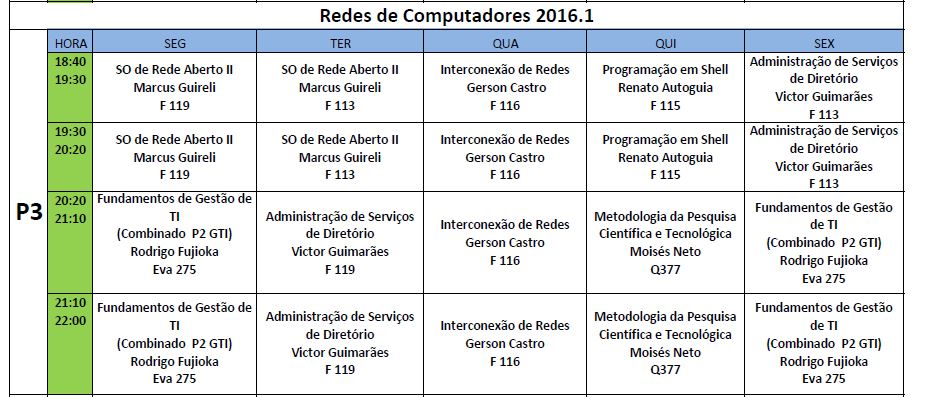 Redes de Computadores 2016.1
HORA SEG TER QUA QUI SEX
P3
18:40
19:30
SO de Rede Aberto II
Marcus Guireli
F 119
SO de Rede Aberto II
Marcus Guireli
F 113
Interconexão de Redes
Gerson Castro
F 116
Programação em Shell
Renato Autoguia
F 115
Administração de Serviços
de Diretório
Victor Guimarães
F 113
19:30
20:20
SO de Rede Aberto II
Marcus Guireli
F 119
SO de Rede Aberto II
Marcus Guireli
F 113
Interconexão de Redes
Gerson Castro
F 116
Programação em Shell
Renato Autoguia
F 115
Administração de Serviços
de Diretório
Victor Guimarães
F 113
20:20
21:10
Fundamentos de Gestão de
TI
(Combinado P2 GTI)
Rodrigo Fujioka
Eva 275
Administração de Serviços
de Diretório
Victor Guimarães
F 119
Interconexão de Redes
Gerson Castro
F 116
Metodologia da Pesquisa
Científica e Tecnológica
Moisés Neto
Q377
Fundamentos de Gestão
de TI
(Combinado P2 GTI)
Rodrigo Fujioka
Eva 275
21:10
22:00
Fundamentos de Gestão de
TI
(Combinado P2 GTI)
Rodrigo Fujioka
Eva 275
Administração de Serviços
de Diretório
Victor Guimarães
F 119
Interconexão de Redes
Gerson Castro
F 116
Metodologia da Pesquisa
Científica e Tecnológica
Moisés Neto
Q377
Fundamentos de Gestão
de TI
(Combinado P2 GTI)
Rodrigo Fujioka
Eva 275